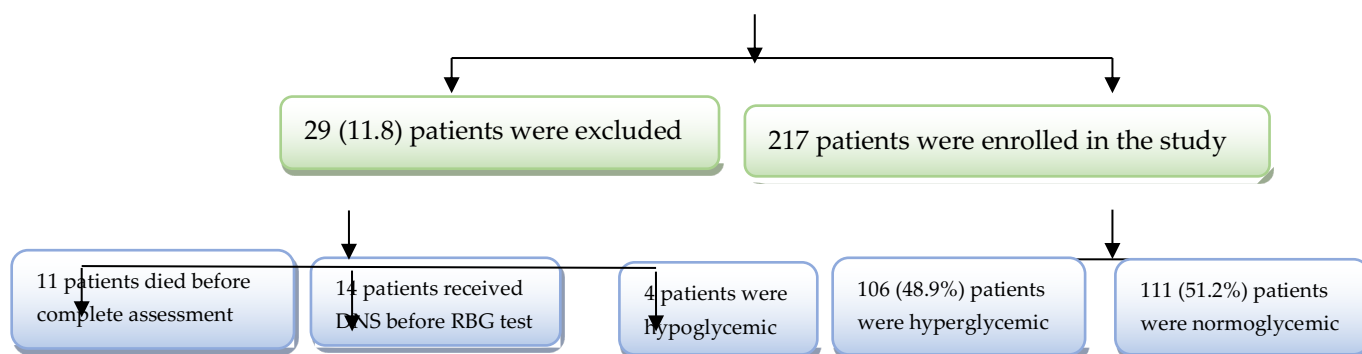 29 (11.8) patients were excluded
217 patients were enrolled in the study
11 patients died before
complete assessment
14 patients received
DNS before RBG test
4 patients were
hypoglycemic
106 (48.9%) patients
were hyperglycemic
111 (51.2%) patients
were normoglycemic